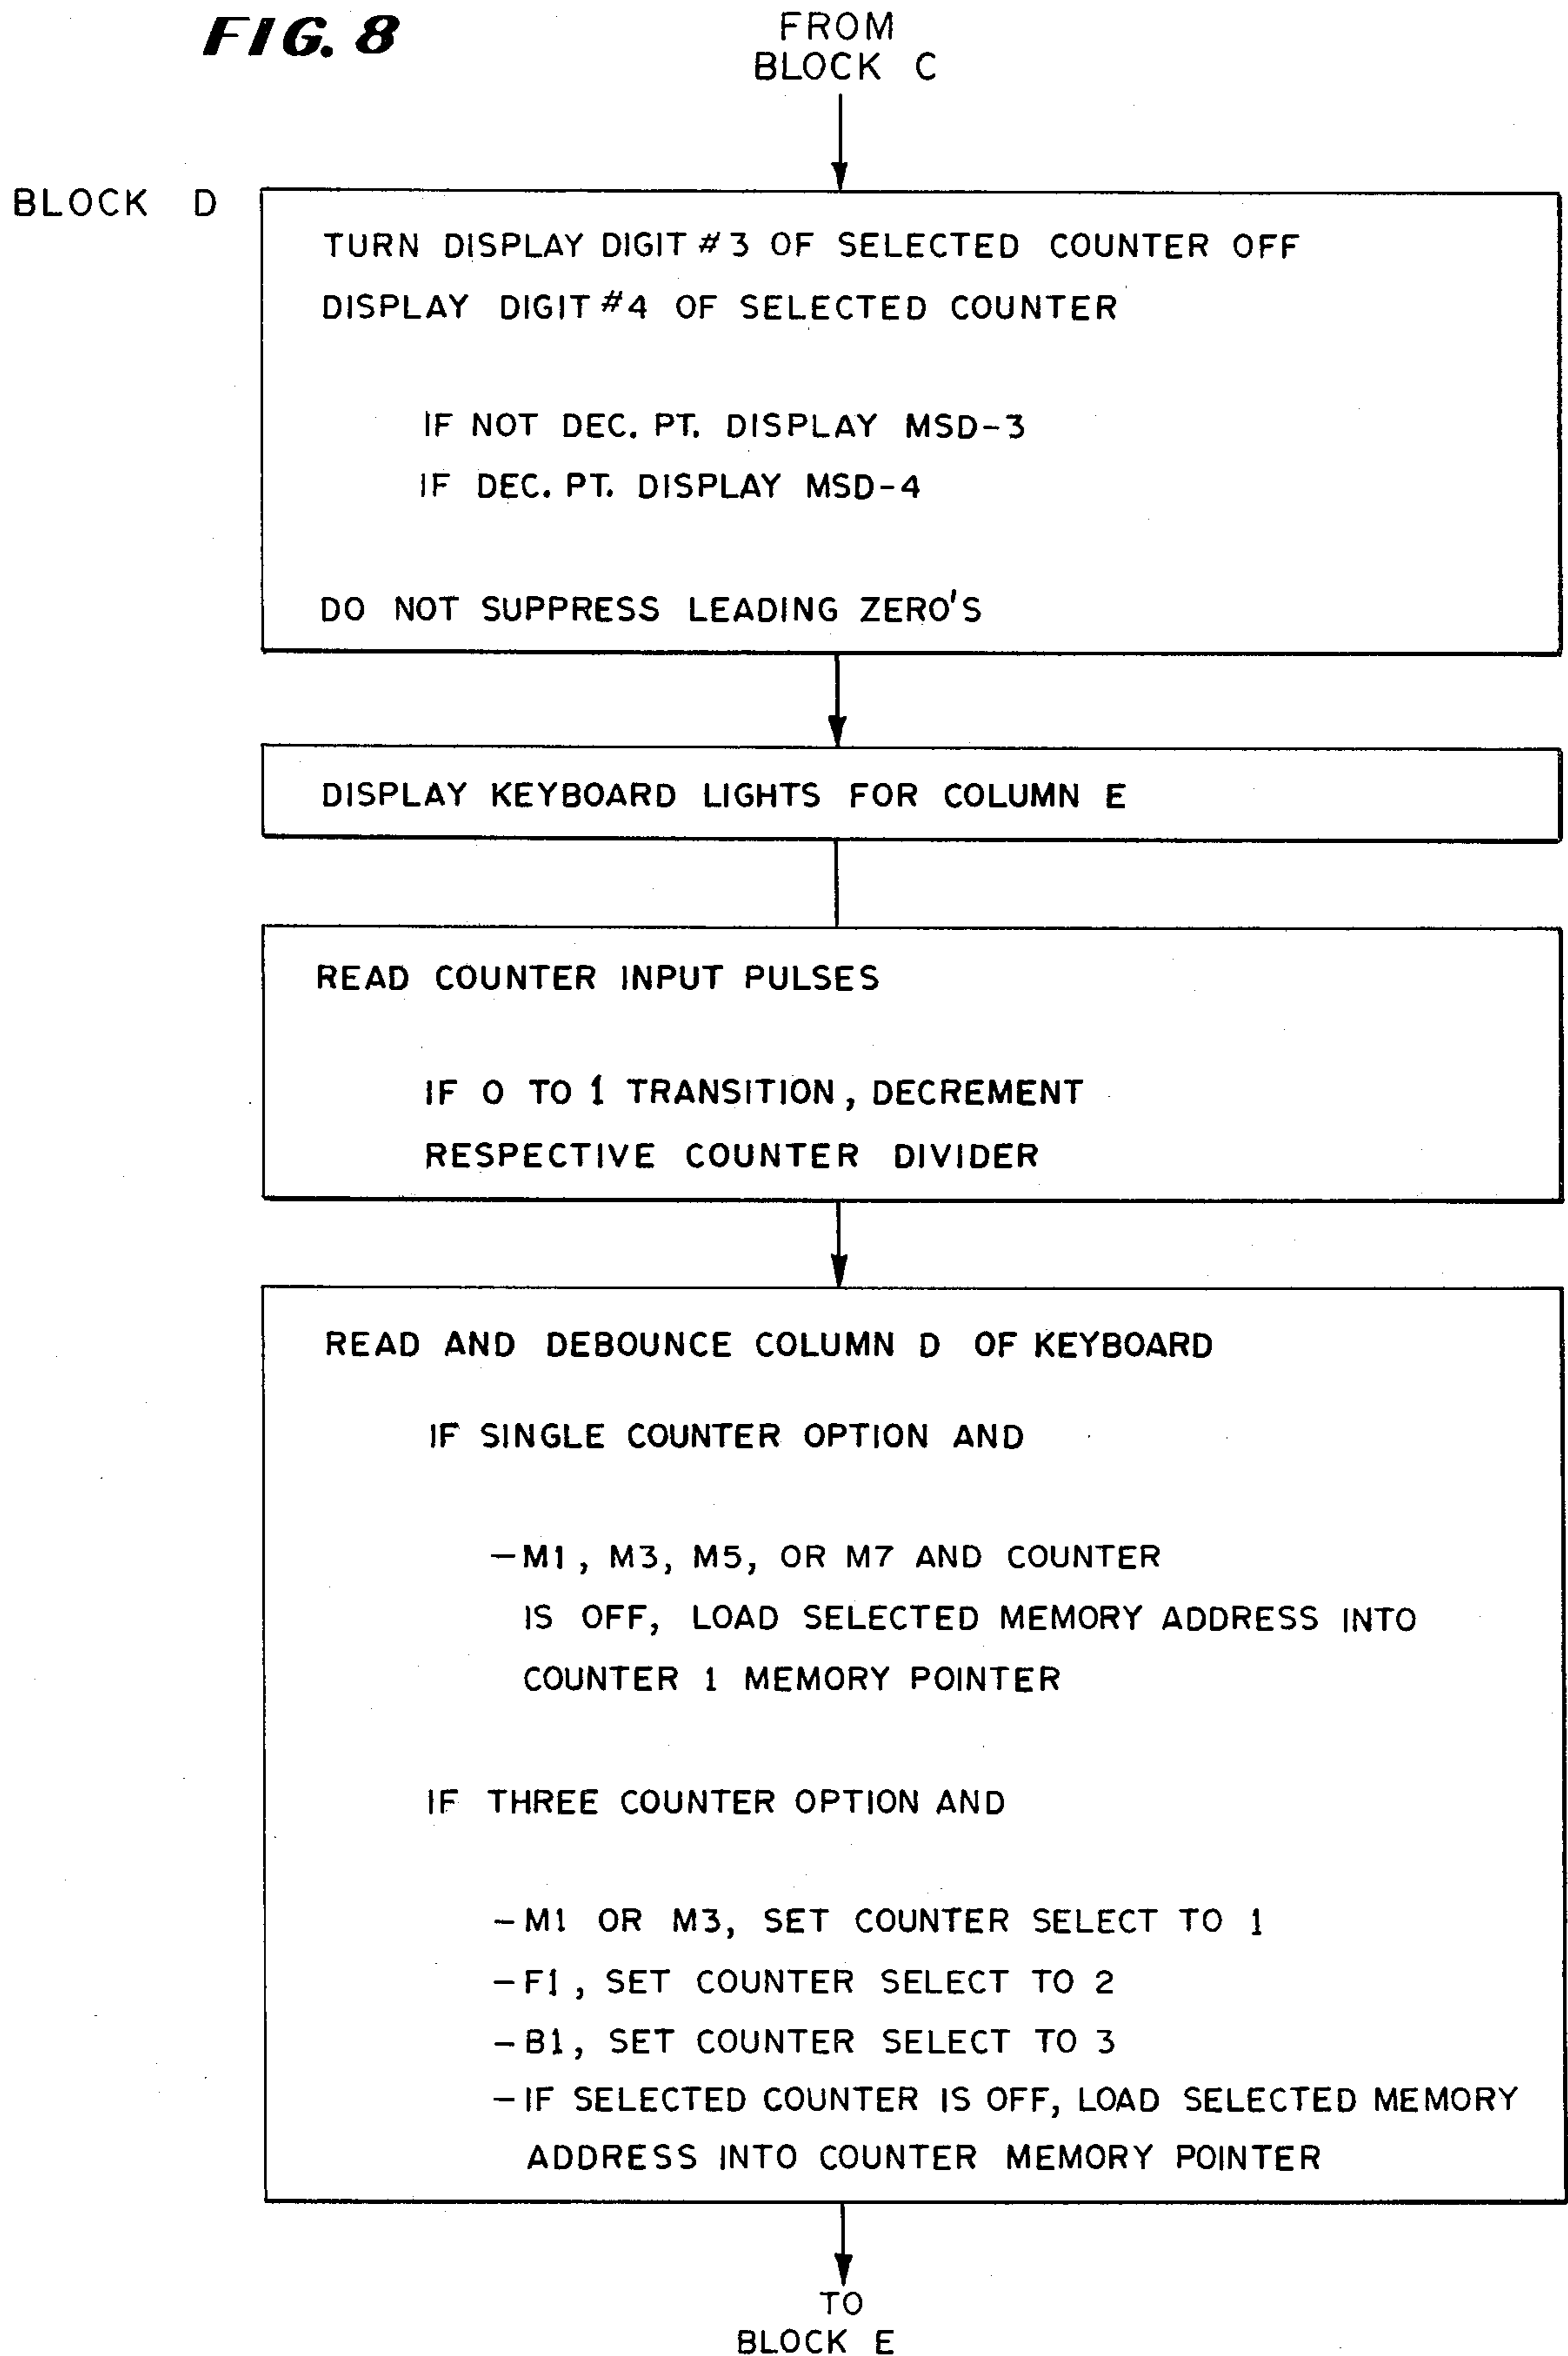 FIG. 8
FROM
BLOCK C
BLOCK D
TURN DISPLAY DIGIT #3 OF SELECTED COUNTER OFF
DISPLAY DIGIT #4 OF SELECTED COUNTER
IF NOT DEC. PT. DISPLAY MSD-3
IF DEC. PT. DISPLAY MSD-4
DO NOT SUPPRESS LEADING ZERO'S
DISPLAY KEYBOARD LIGHTS FOR COLUMN E
READ COUNTER INPUT PULSES
IF 0 TO 1 TRANSITION, DECREMENT
RESPECTIVE COUNTER DIVIDER
READ AND DEBOUNCE COLUMN D OF KEYBOARD
IF SINGLE COUNTER OPTION AND
-M1, M3, M5, OR M7 AND COUNTER
IS OFF, LOAD SELECTED MEMORY ADDRESS INTO
COUNTER 1 MEMORY POINTER
IF THREE COUNTER OPTION AND
-M1 OR M3, SET COUNTER SELECT TO 1
-F1, SET COUNTER SELECT TO 2
-B1, SET COUNTER SELECT TO 3
-IF SELECTED COUNTER IS OFF, LOAD SELECTED MEMORY
ADDRESS INTO COUNTER MEMORY POINTER
TO
BLOCK E